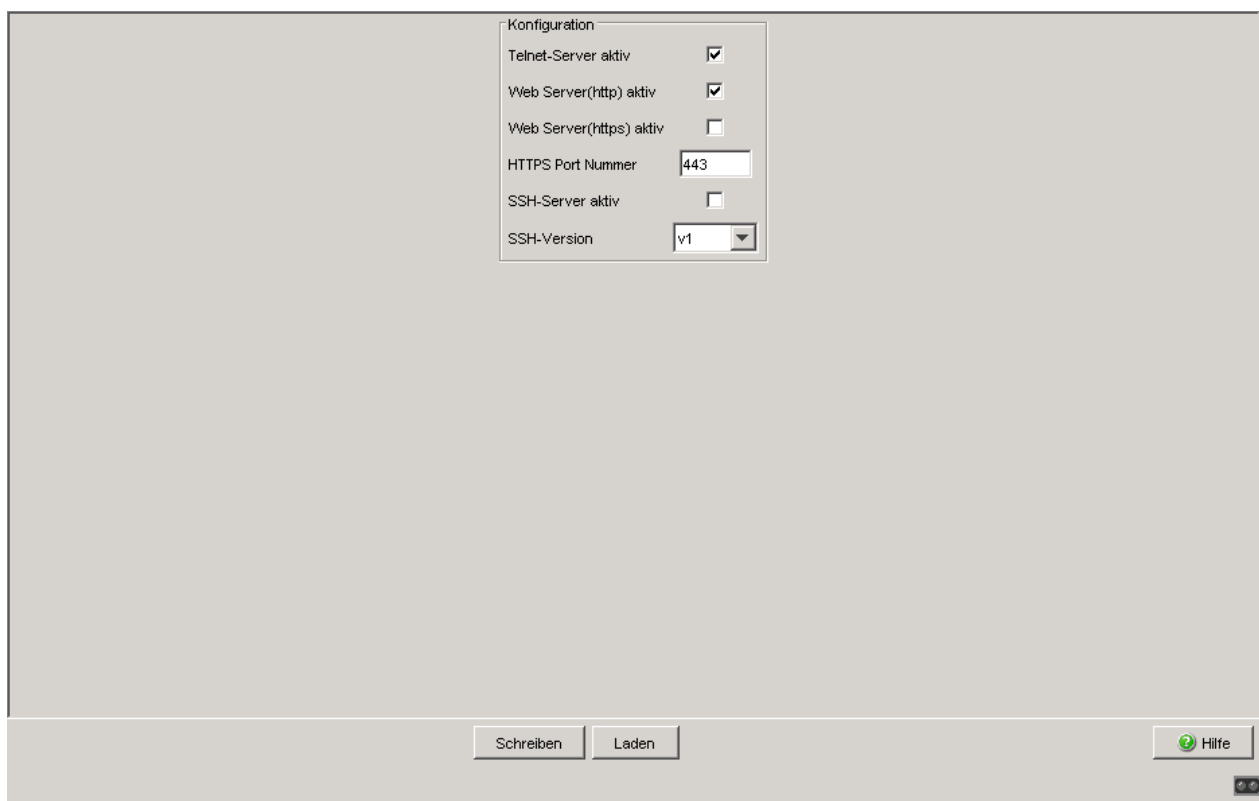 Konfiguration
Telnet-Server aktiv
Web Server(http) aktiv
Web Server(https) aktiv
HTTPS Port Nummer 443
SSH-Server aktiv
SSH-Version v1
Schreiben Laden Hilfe